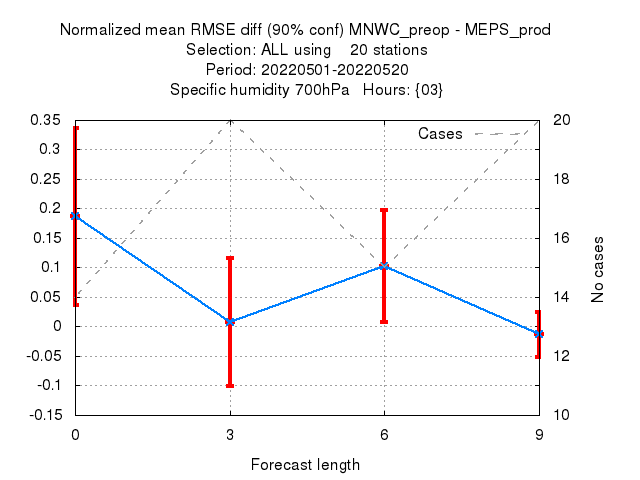 Normalized mean RMSE diff (90% conf) MNWC_preop - MEPS_prod
Selection: ALL using 20 stations
Period: 20220501-20220520
Specific humidity 700hPa Hours: {03}
0.35
0.3
0.25
0.2
0.15
0.1
0.05
0
-0.05
-0.1
-0.15
Cases
20
18
16
14
12
10
No cases
0 3 6 9
Forecast length